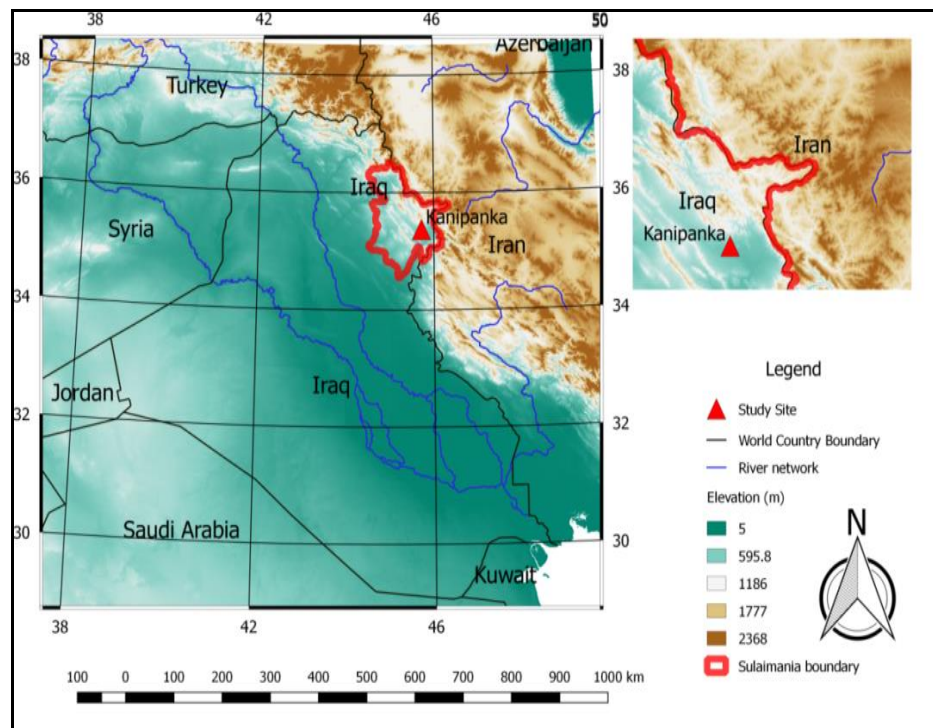 38 42 46 50
Azerbaijan
38
Turkey
36
Iraq
Kanipanka
Syria
Iran
34
Iraq
Jordan
32
30
Saudi Arabia
Kuwait
38 42 46
38
36
34
32
30
Iran
Iraq
Kanipanka
Legend
Study Site
World Country Boundary
River network
Elevation (m)
5
595.8
1186
1777
2368
Sulaimania boundary
N
100 0 100 200 300 400 500 600 700 800 900 1000 km